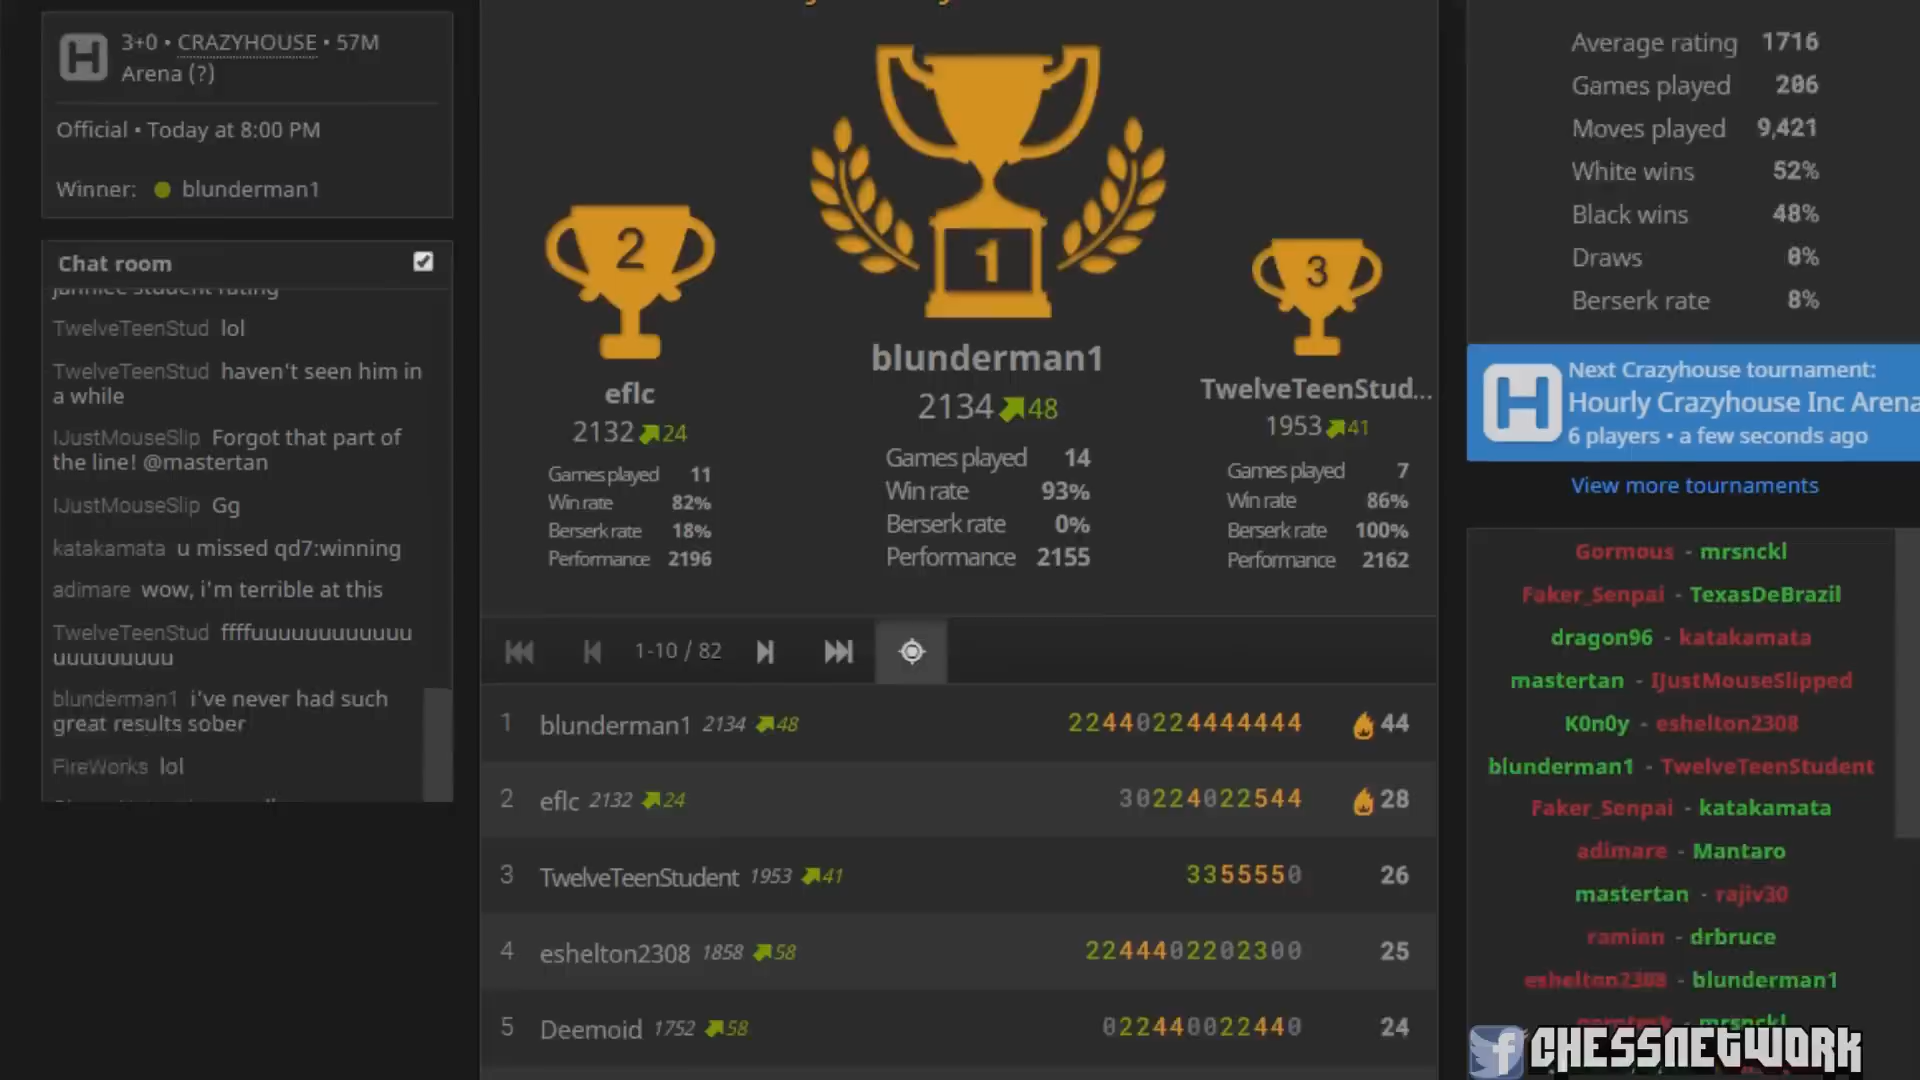 3+0 • CRAZYHOUSE • 57M
Arena (?)
Official • Today at 8:00 PM
Winner: blunderman1
Chat room
student rating
TwelveTeenStud lol
TwelveTeenStud haven't seen him in
a while
IJustMouseSlip Forgot that part of
the line! @mastertan
IJustMouseSlip Gg
katakamata u missed qd7:winning
adimare wow, i'm terrible at this
TwelveTeenStud ffffuuuuuuuuuuuu
uuuuuuuuuu
blunderman1 i've never had such
great results sober
FireWorks lol
2
1
3
eflc
2132 24
Games played 11
Win rate 82%
Berserk rate 18%
Performance 2196
blunderman1
2134 48
Games played 14
Win rate 93%
Berserk rate 0%
Performance 2155
TwelveTeenStud...
1953 41
Games played 7
Win rate 86%
Berserk rate 100%
Performance 2162
1-10 / 82
1 blunderman1 2134 48 22440224444444 44
2 eflc 2132 24 30224022544 28
3 TwelveTeenStudent 1953 41 3355550 26
4 eshelton2308 1858 58 2244402202300 25
5 Deemoid 1752 58 022440022440 24
Average rating 1716
Games played 206
Moves played 9,421
White wins 52%
Black wins 48%
Draws 0%
Berserk rate 8%
H
Next Crazyhouse tournament:
Hourly Crazyhouse Inc Arena
6 players • a few seconds ago
View more tournaments
Gormous - mrsnckl
Faker_Senpai - TexasDeBrazil
dragon96 - katakamata
mastertan - IJustMouseSlipped
K0n0y - eshelton2308
blunderman1 - TwelveTeenStudent
Faker_Senpai - katakamata
adimare - Mantaro
mastertan - rajiv30
ramien - drbruce
eshelton2308 - blunderman1
- mrsnckl
CHESSNETWORK